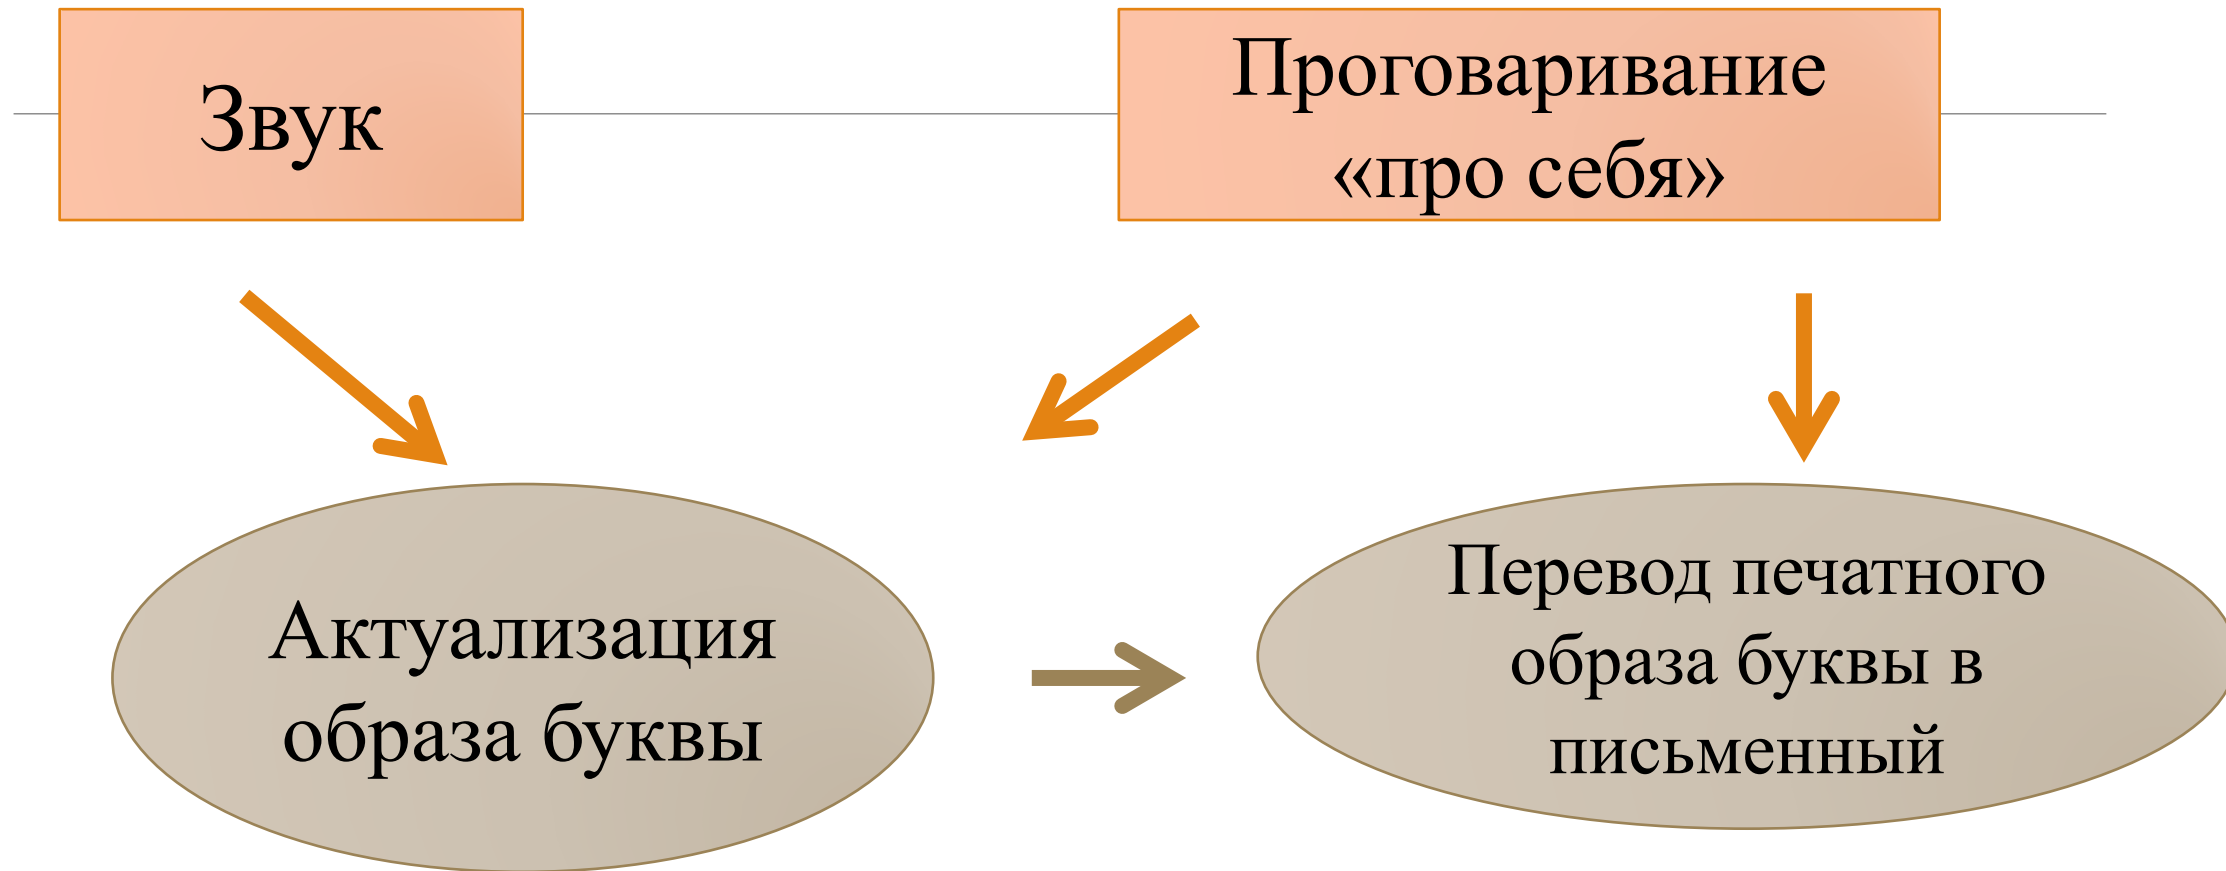 Звук
Проговаривание
«про себя»
Актуализация
образа буквы
Перевод печатного
образа буквы в
письменный